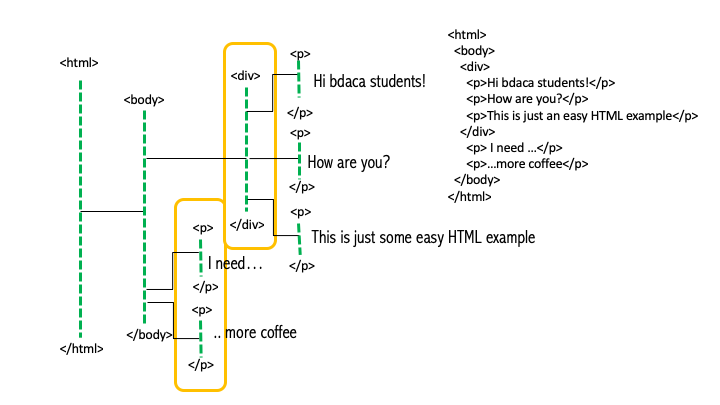 <html>
<body>
<div>
<p>
Hi bdaca students!
</p>
<p>
How are you?
</p>
<p>
This is just some easy HTML example
</p>
</div>
<p>
I need…
</p>
<p>
.. more coffee
</p>
</body>
</html>
<html>
<body>
<div>
<p>Hi bdaca students!</p>
<p>How are you?</p>
<p>This is just an easy HTML example</p>
</div>
<p> I need …</p>
<p>…more coffee</p>
</body>
</html>